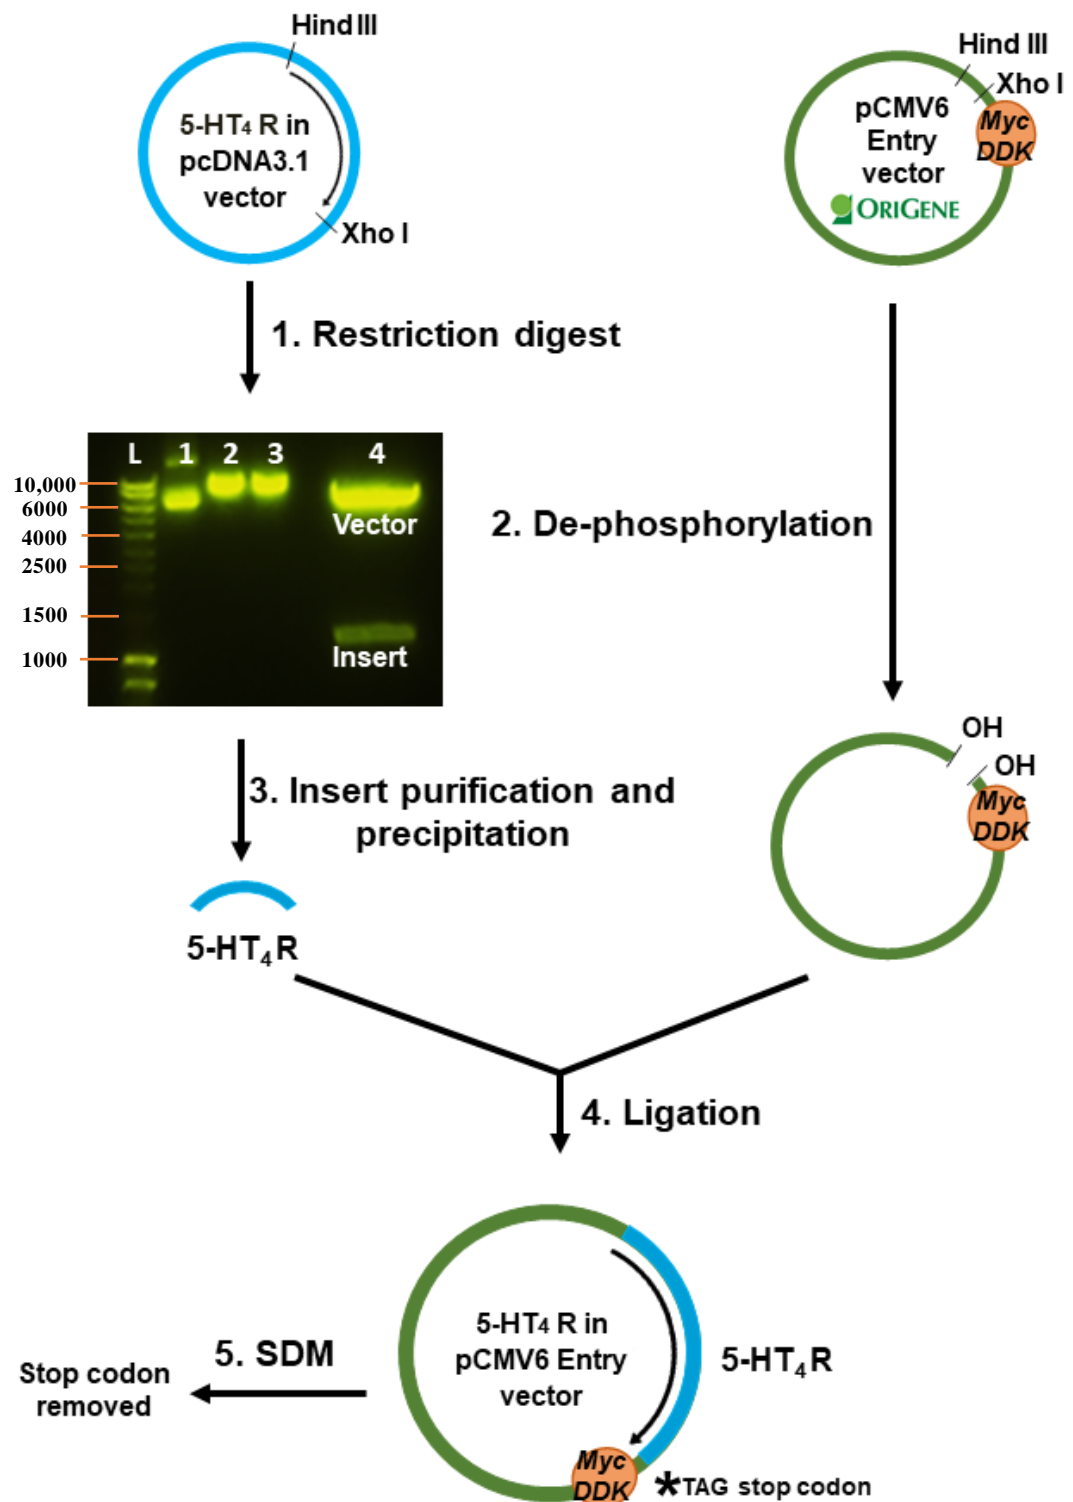 Hind III
5-HT4 R in
pcDNA3.1
vector
Xho I
Hind III
Xho I
pCMV6
Entry
vector
Myc
DDK
ORIGENE
1. Restriction digest
L 1 2 3 4
10,000
6000
4000
2500
1500
1000
Vector
Insert
2. De-phosphorylation
OH
OH
Myc
DDK
3. Insert purification and
precipitation
5-HT4R
4. Ligation
5-HT4 R in
pCMV6 Entry
vector
5-HT4R
5. SDM
Stop codon
removed
Myc
DDK
*TAG stop codon